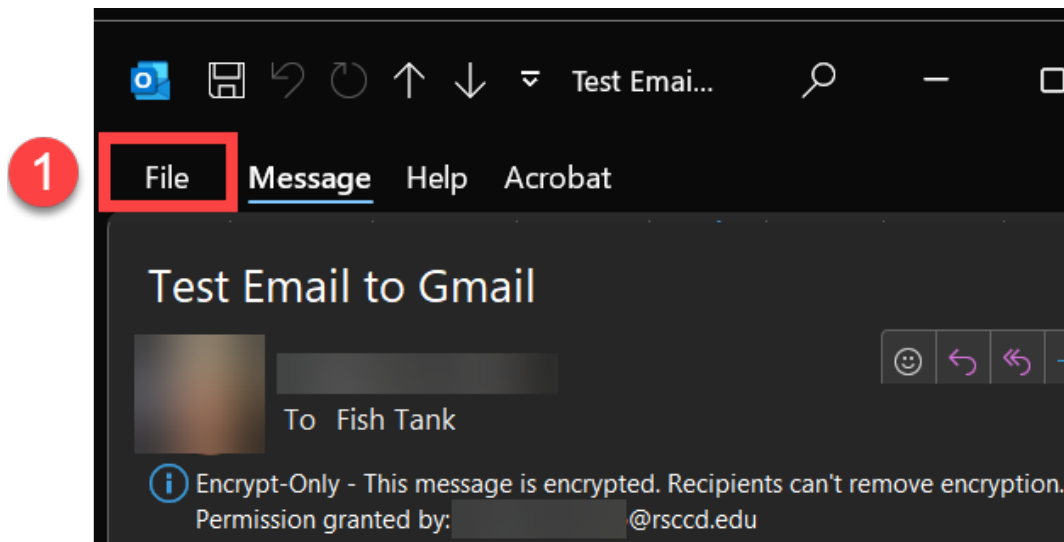 Test Emai...
1
File Message Help Acrobat
Test Email to Gmail
To Fish Tank
Encrypt-Only - This message is encrypted. Recipients can't remove encryption.
Permission granted by: @rsccd.edu